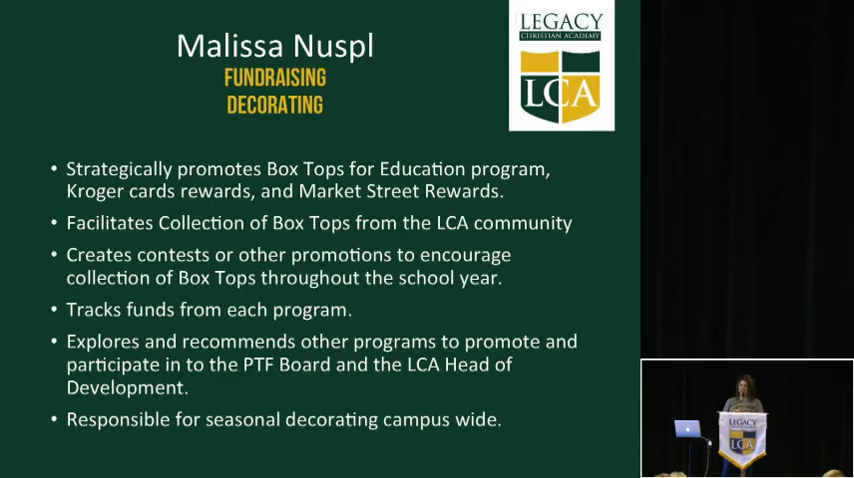 Malissa Nuspl
FUNDRAISING
DECORATING
LEGACY
CHRISTIAN ACADEMY
LCA
• Strategically promotes Box Tops for Education program,
Kroger cards rewards, and Market Street Rewards.
• Facilitates Collection of Box Tops from the LCA community
• Creates contests or other promotions to encourage
collection of Box Tops throughout the school year.
• Tracks funds from each program.
• Explores and recommends other programs to promote and
participate in to the PTF Board and the LCA Head of
Development.
• Responsible for seasonal decorating campus wide.
LEGACY
LCA